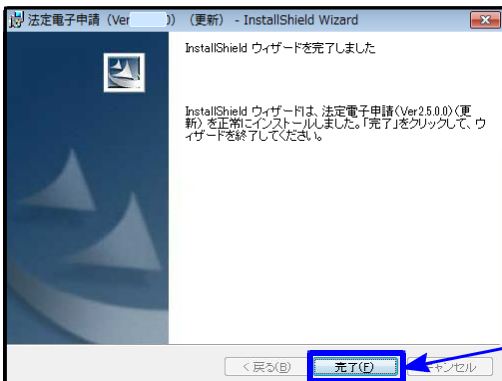 法定電子申請（Ver 0)）（更新） - InstallShield Wizard
InstallShield ウィザードを完了しました
InstallShield ウィザードは、法定電子申請(Ver2.5.0.0)(更
新) を正常にインストールしました。「完了」をクリックして、ウ
ィザードを終了してください。
< 戻る(B)
完了(F)
キャンセル